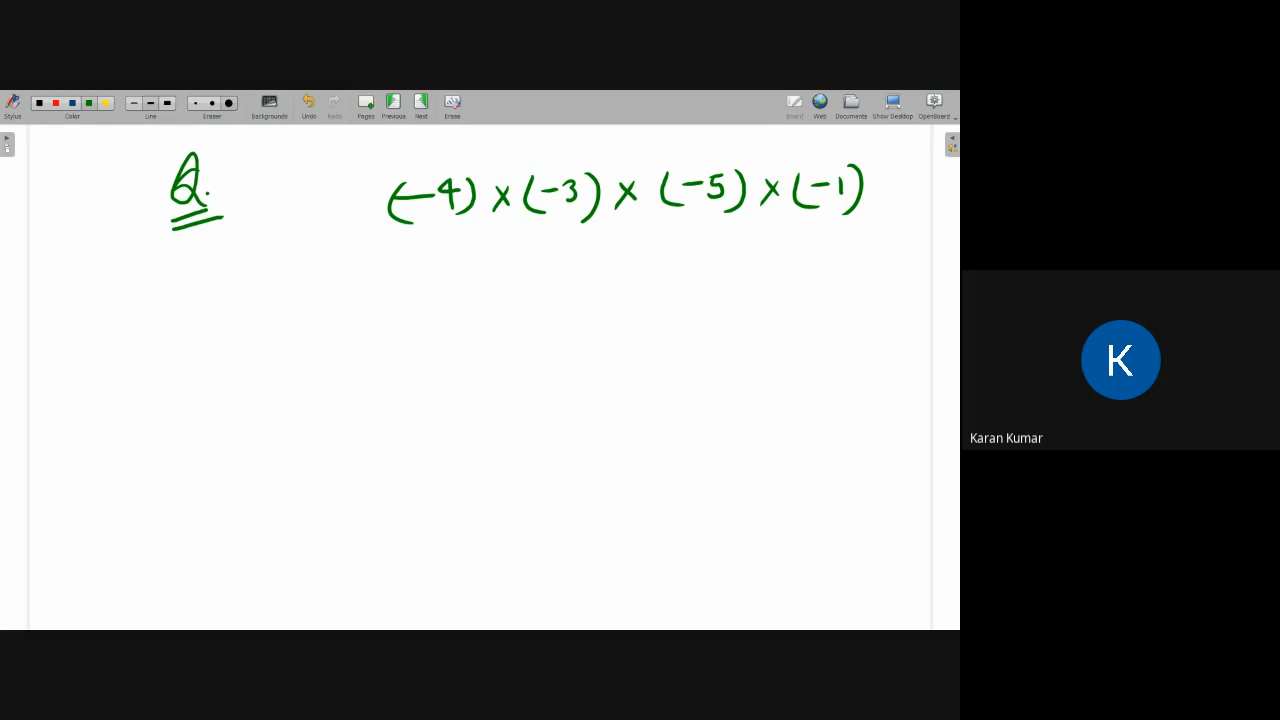 Stylus Color Line Eraser Backgrounds Undo Redo Pages Previous Next Erase Board Web Documents Show Desktop OpenBoard
Q. (-4) × (-3) × (-5) × (-1)
K
Karan Kumar